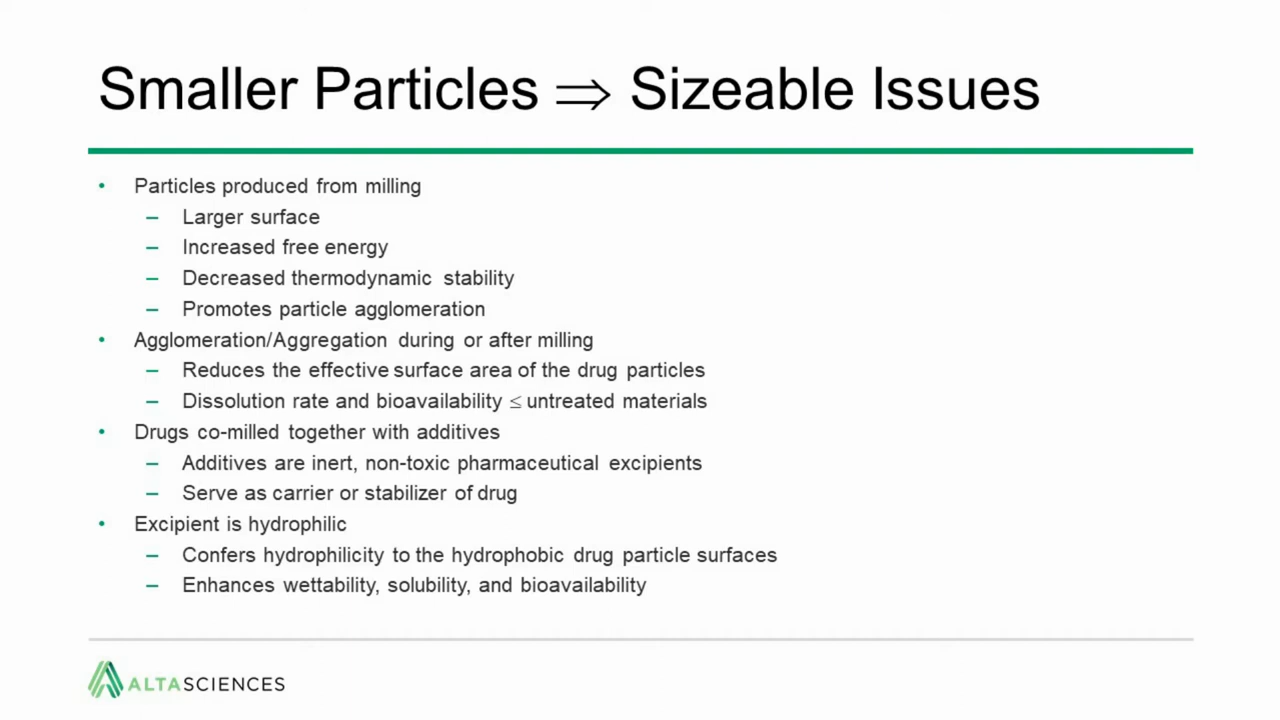 Smaller Particles ⇒ Sizeable Issues
• Particles produced from milling
– Larger surface
– Increased free energy
– Decreased thermodynamic stability
– Promotes particle agglomeration
• Agglomeration/Aggregation during or after milling
– Reduces the effective surface area of the drug particles
– Dissolution rate and bioavailability ≤ untreated materials
• Drugs co-milled together with additives
– Additives are inert, non-toxic pharmaceutical excipients
– Serve as carrier or stabilizer of drug
• Excipient is hydrophilic
– Confers hydrophilicity to the hydrophobic drug particle surfaces
– Enhances wettability, solubility, and bioavailability
ALTASCIENCES